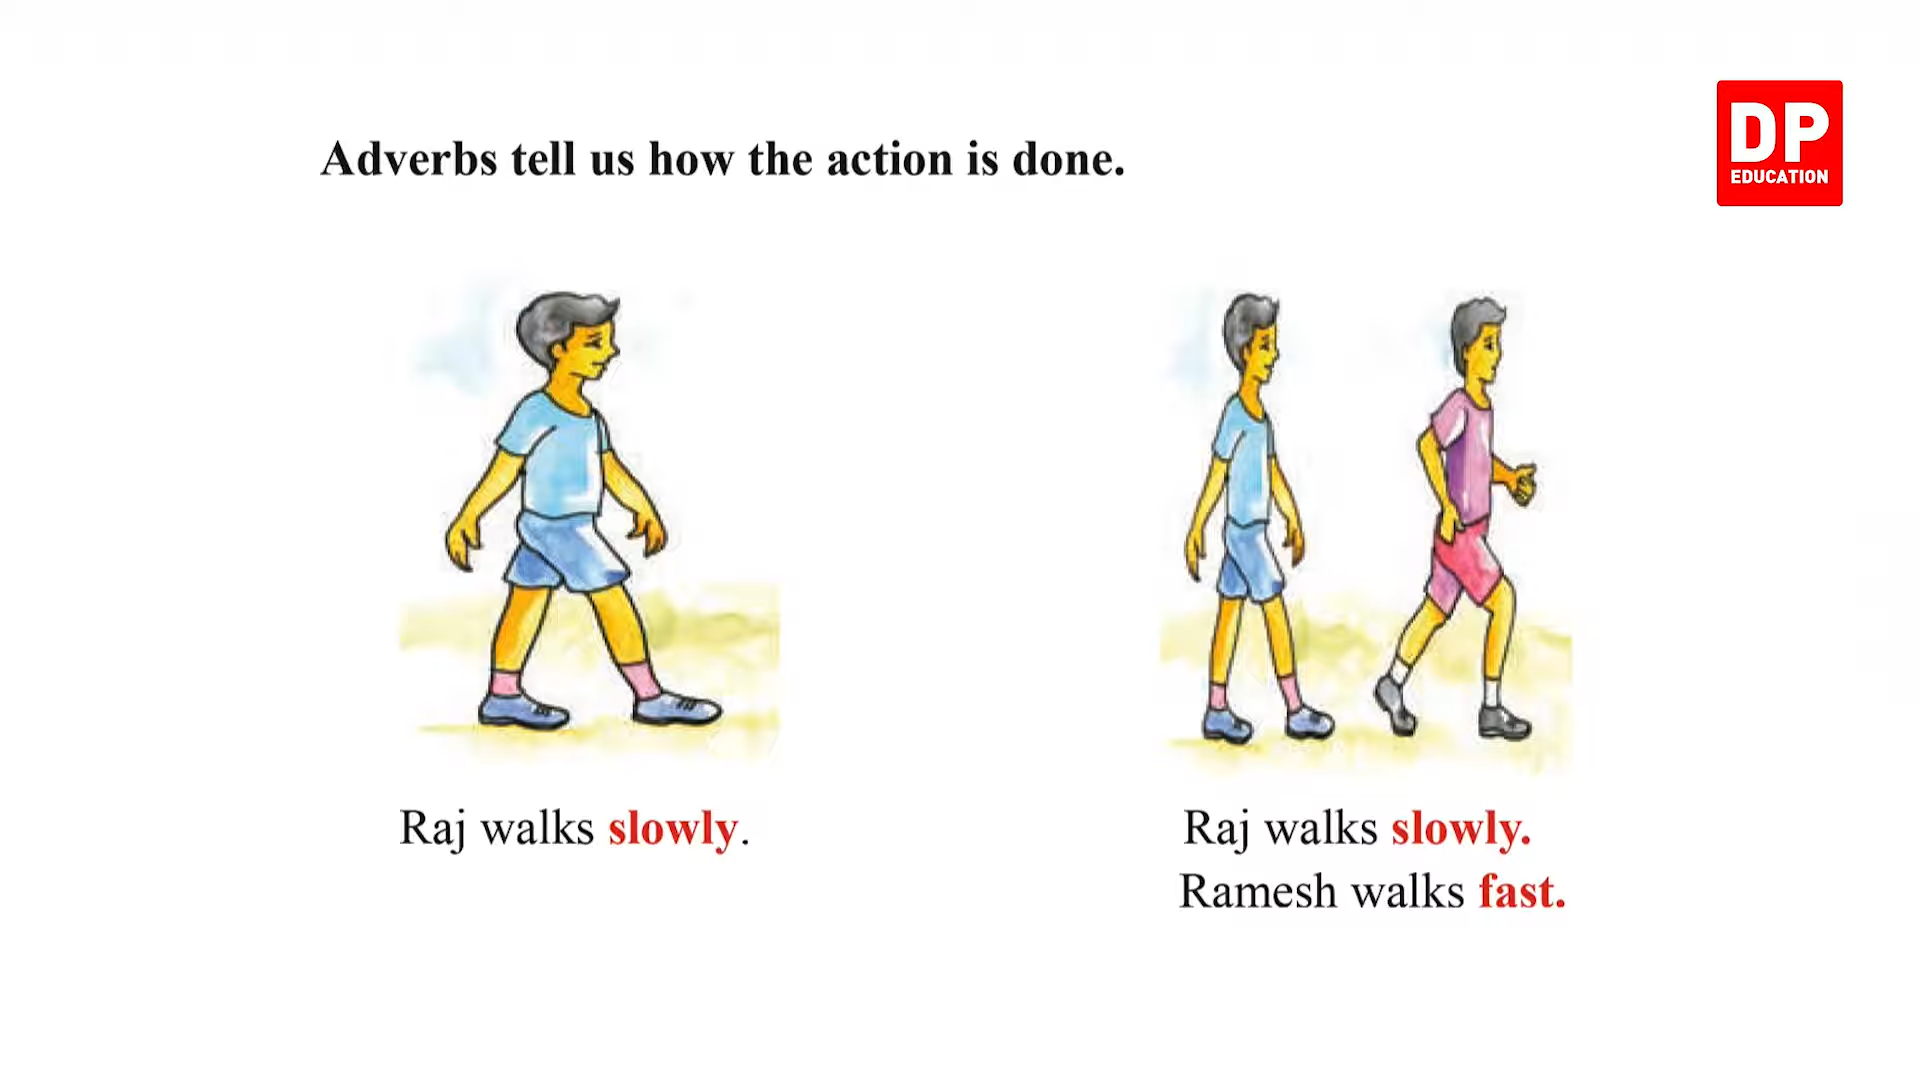 Adverbs tell us how the action is done.
DP
EDUCATION
Raj walks slowly.
Raj walks slowly.
Ramesh walks fast.